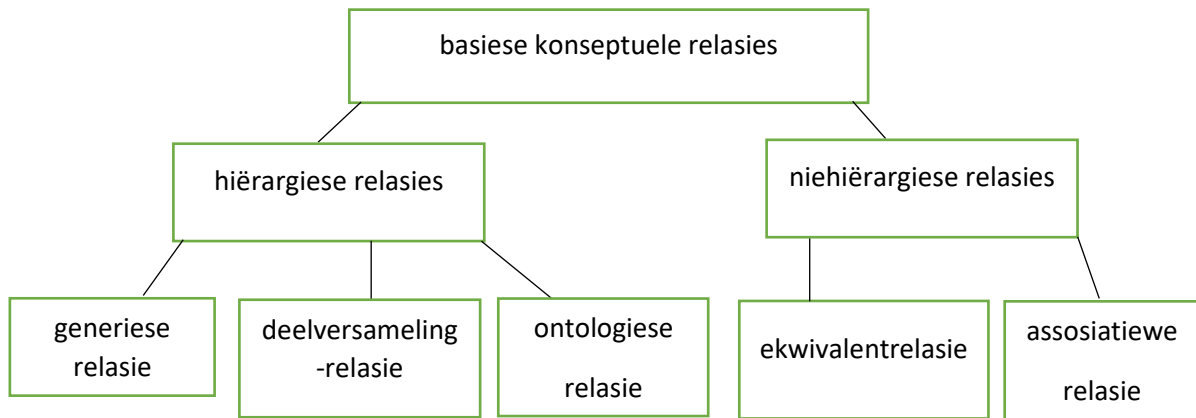 basiese konseptuele relasies
hiërargiese relasies
niehiërargiese relasies
generiese
relasie
deelversameling
-relasie
ontologiese
relasie
ekwivalentrelasie
assosiatiewe
relasie